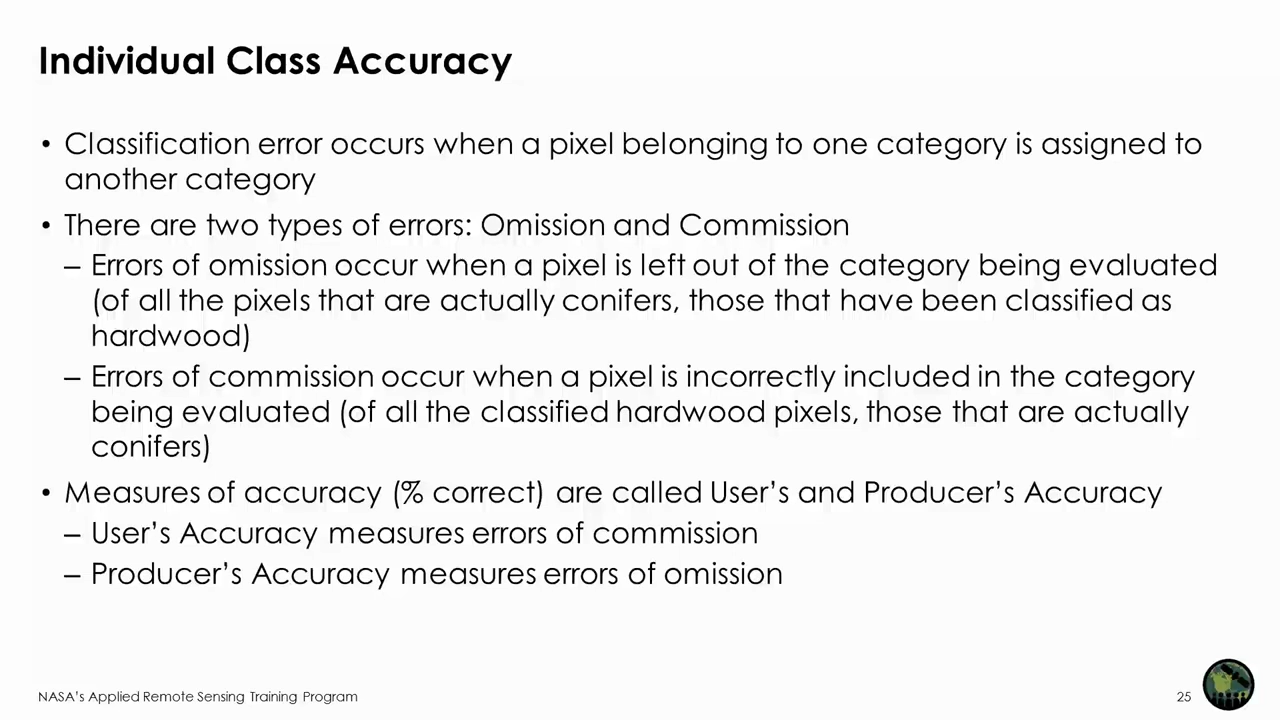 Individual Class Accuracy
• Classification error occurs when a pixel belonging to one category is assigned to
another category
• There are two types of errors: Omission and Commission
– Errors of omission occur when a pixel is left out of the category being evaluated
(of all the pixels that are actually conifers, those that have been classified as
hardwood)
– Errors of commission occur when a pixel is incorrectly included in the category
being evaluated (of all the classified hardwood pixels, those that are actually
conifers)
• Measures of accuracy (% correct) are called User’s and Producer’s Accuracy
– User’s Accuracy measures errors of commission
– Producer’s Accuracy measures errors of omission
NASA’s Applied Remote Sensing Training Program
25